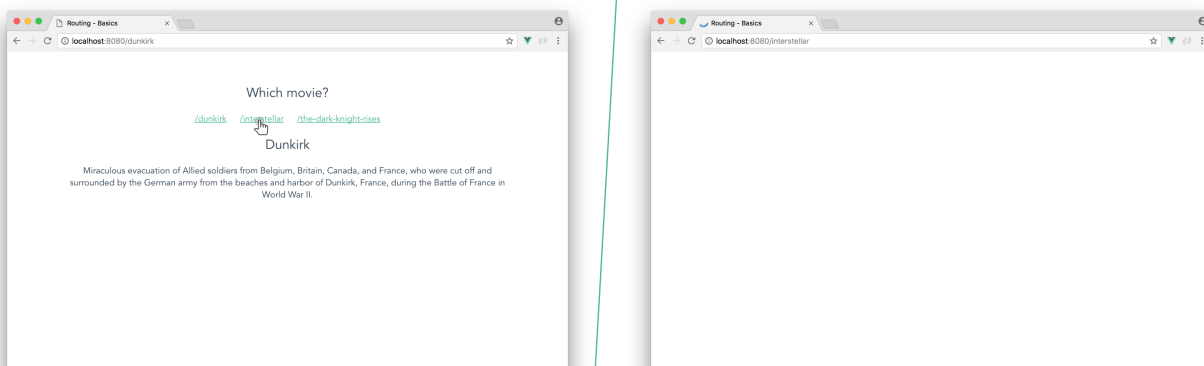 Routing - Basics
localhost:8080/dunkirk
Which movie?
/dunkirk /interstellar /the-dark-knight-rises
Dunkirk
Miraculous evacuation of Allied soldiers from Belgium, Britain, Canada, and France, who were cut off and
surrounded by the German army from the beaches and harbor of Dunkirk, France, during the Battle of France in
World War II.
Routing - Basics
localhost:8080/interstellar